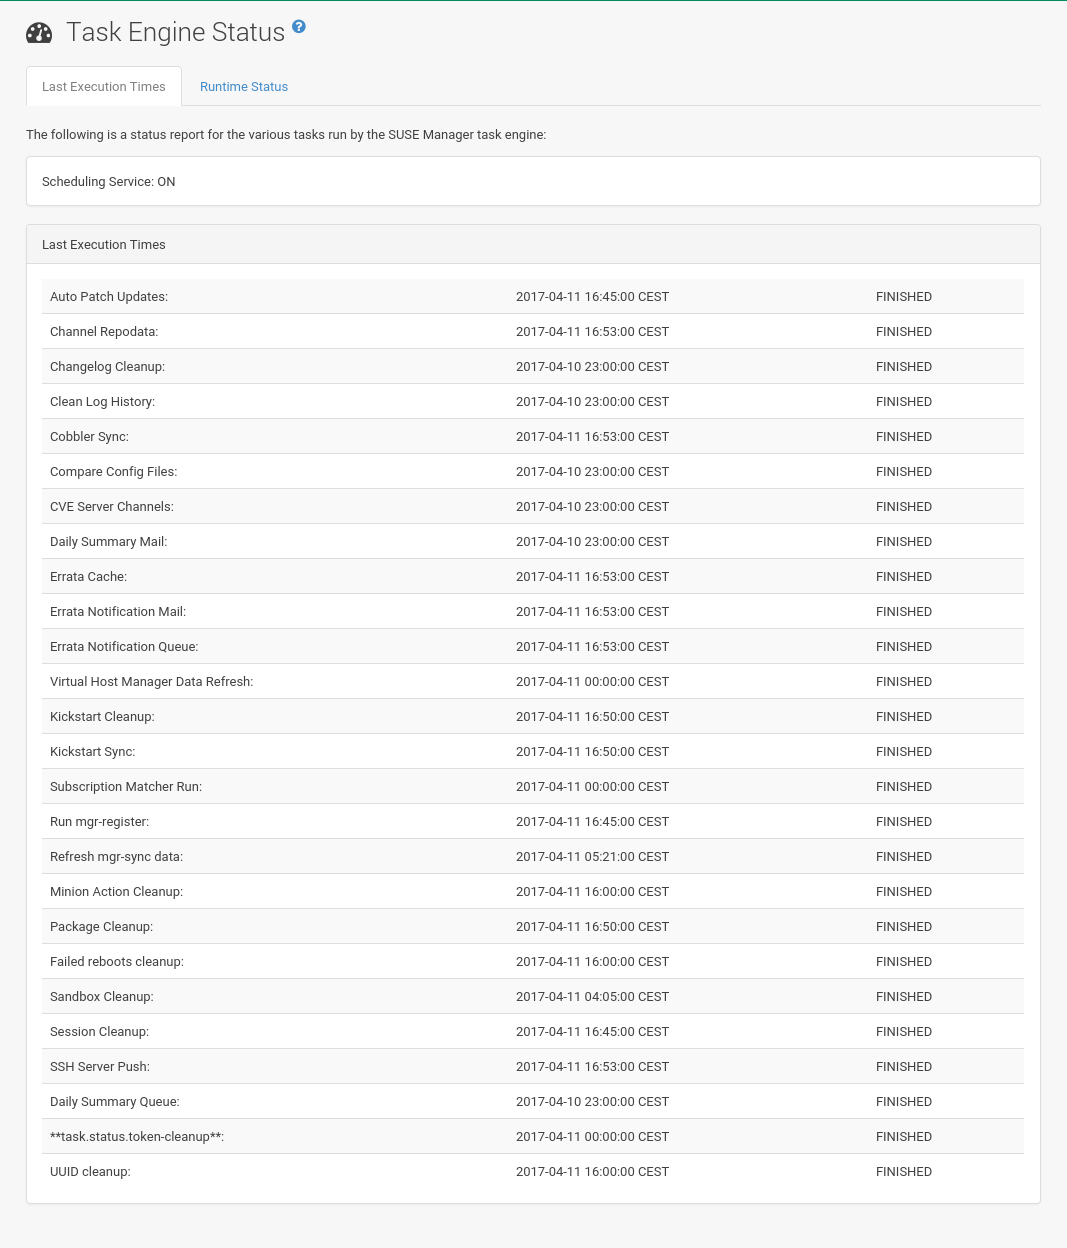 Task Engine Status ?
Last Execution Times Runtime Status
The following is a status report for the various tasks run by the SUSE Manager task engine:
Scheduling Service: ON
Last Execution Times
Auto Patch Updates: 2017-04-11 16:45:00 CEST FINISHED
Channel Repodata: 2017-04-11 16:53:00 CEST FINISHED
Changelog Cleanup: 2017-04-10 23:00:00 CEST FINISHED
Clean Log History: 2017-04-10 23:00:00 CEST FINISHED
Cobbler Sync: 2017-04-11 16:53:00 CEST FINISHED
Compare Config Files: 2017-04-10 23:00:00 CEST FINISHED
CVE Server Channels: 2017-04-10 23:00:00 CEST FINISHED
Daily Summary Mail: 2017-04-10 23:00:00 CEST FINISHED
Errata Cache: 2017-04-11 16:53:00 CEST FINISHED
Errata Notification Mail: 2017-04-11 16:53:00 CEST FINISHED
Errata Notification Queue: 2017-04-11 16:53:00 CEST FINISHED
Virtual Host Manager Data Refresh: 2017-04-11 00:00:00 CEST FINISHED
Kickstart Cleanup: 2017-04-11 16:50:00 CEST FINISHED
Kickstart Sync: 2017-04-11 16:50:00 CEST FINISHED
Subscription Matcher Run: 2017-04-11 00:00:00 CEST FINISHED
Run mgr-register: 2017-04-11 16:45:00 CEST FINISHED
Refresh mgr-sync data: 2017-04-11 05:21:00 CEST FINISHED
Minion Action Cleanup: 2017-04-11 16:00:00 CEST FINISHED
Package Cleanup: 2017-04-11 16:50:00 CEST FINISHED
Failed reboots cleanup: 2017-04-11 16:00:00 CEST FINISHED
Sandbox Cleanup: 2017-04-11 04:05:00 CEST FINISHED
Session Cleanup: 2017-04-11 16:45:00 CEST FINISHED
SSH Server Push: 2017-04-11 16:53:00 CEST FINISHED
Daily Summary Queue: 2017-04-10 23:00:00 CEST FINISHED
**task.status.token-cleanup**: 2017-04-11 00:00:00 CEST FINISHED
UUID cleanup: 2017-04-11 16:00:00 CEST FINISHED